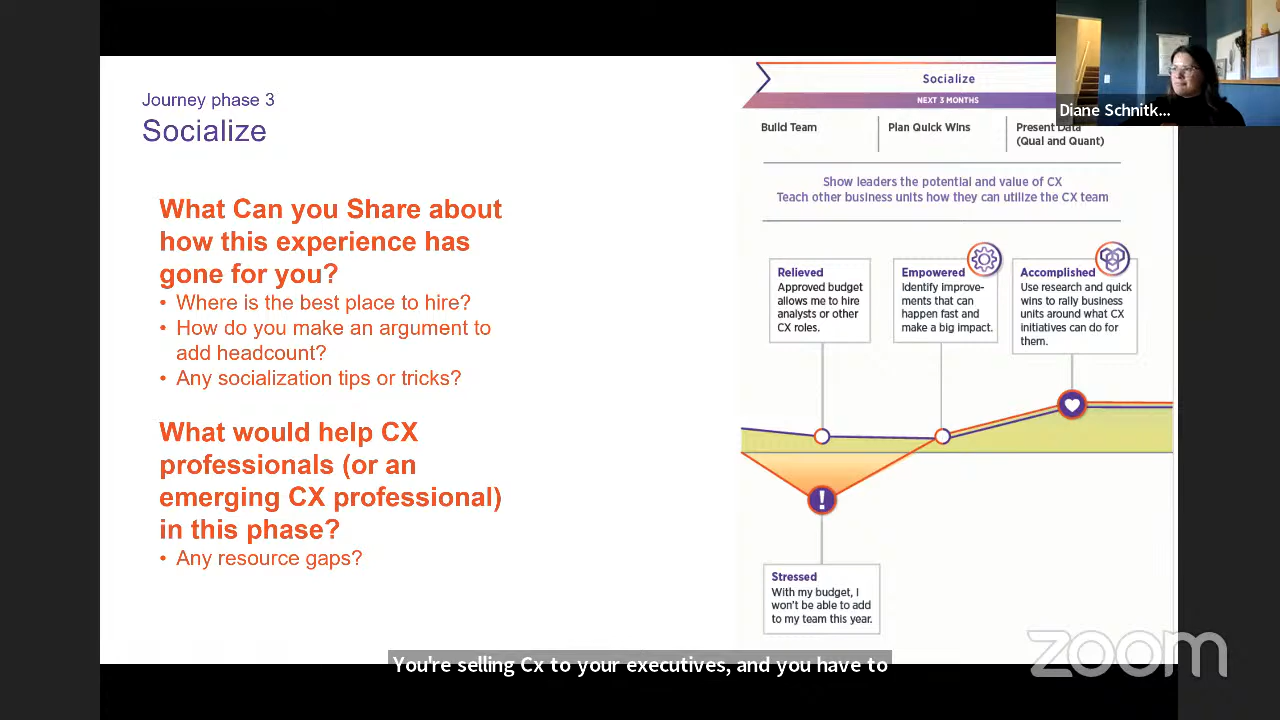 Journey phase 3
Socialize
What Can you Share about
how this experience has
gone for you?
• Where is the best place to hire?
• How do you make an argument to
add headcount?
• Any socialization tips or tricks?
What would help CX
professionals (or an
emerging CX professional)
in this phase?
• Any resource gaps?
Socialize
NEXT 3 MONTHS
Build Team
Plan Quick Wins
Present Data
(Qual and Quant)
Show leaders the potential and value of CX
Teach other business units how they can utilize the CX team
Relieved
Approved budget
allows me to hire
analysts or other
CX roles.
Empowered
Identify improve-
ments that can
happen fast and
make a big impact.
Accomplished
Use research and quick
wins to rally business
units around what CX
initiatives can do for
them.
!
Stressed
With my budget, I
won't be able to add
to my team this year.
Diane Schnitk...
zoom
You're selling Cx to your executives, and you have to